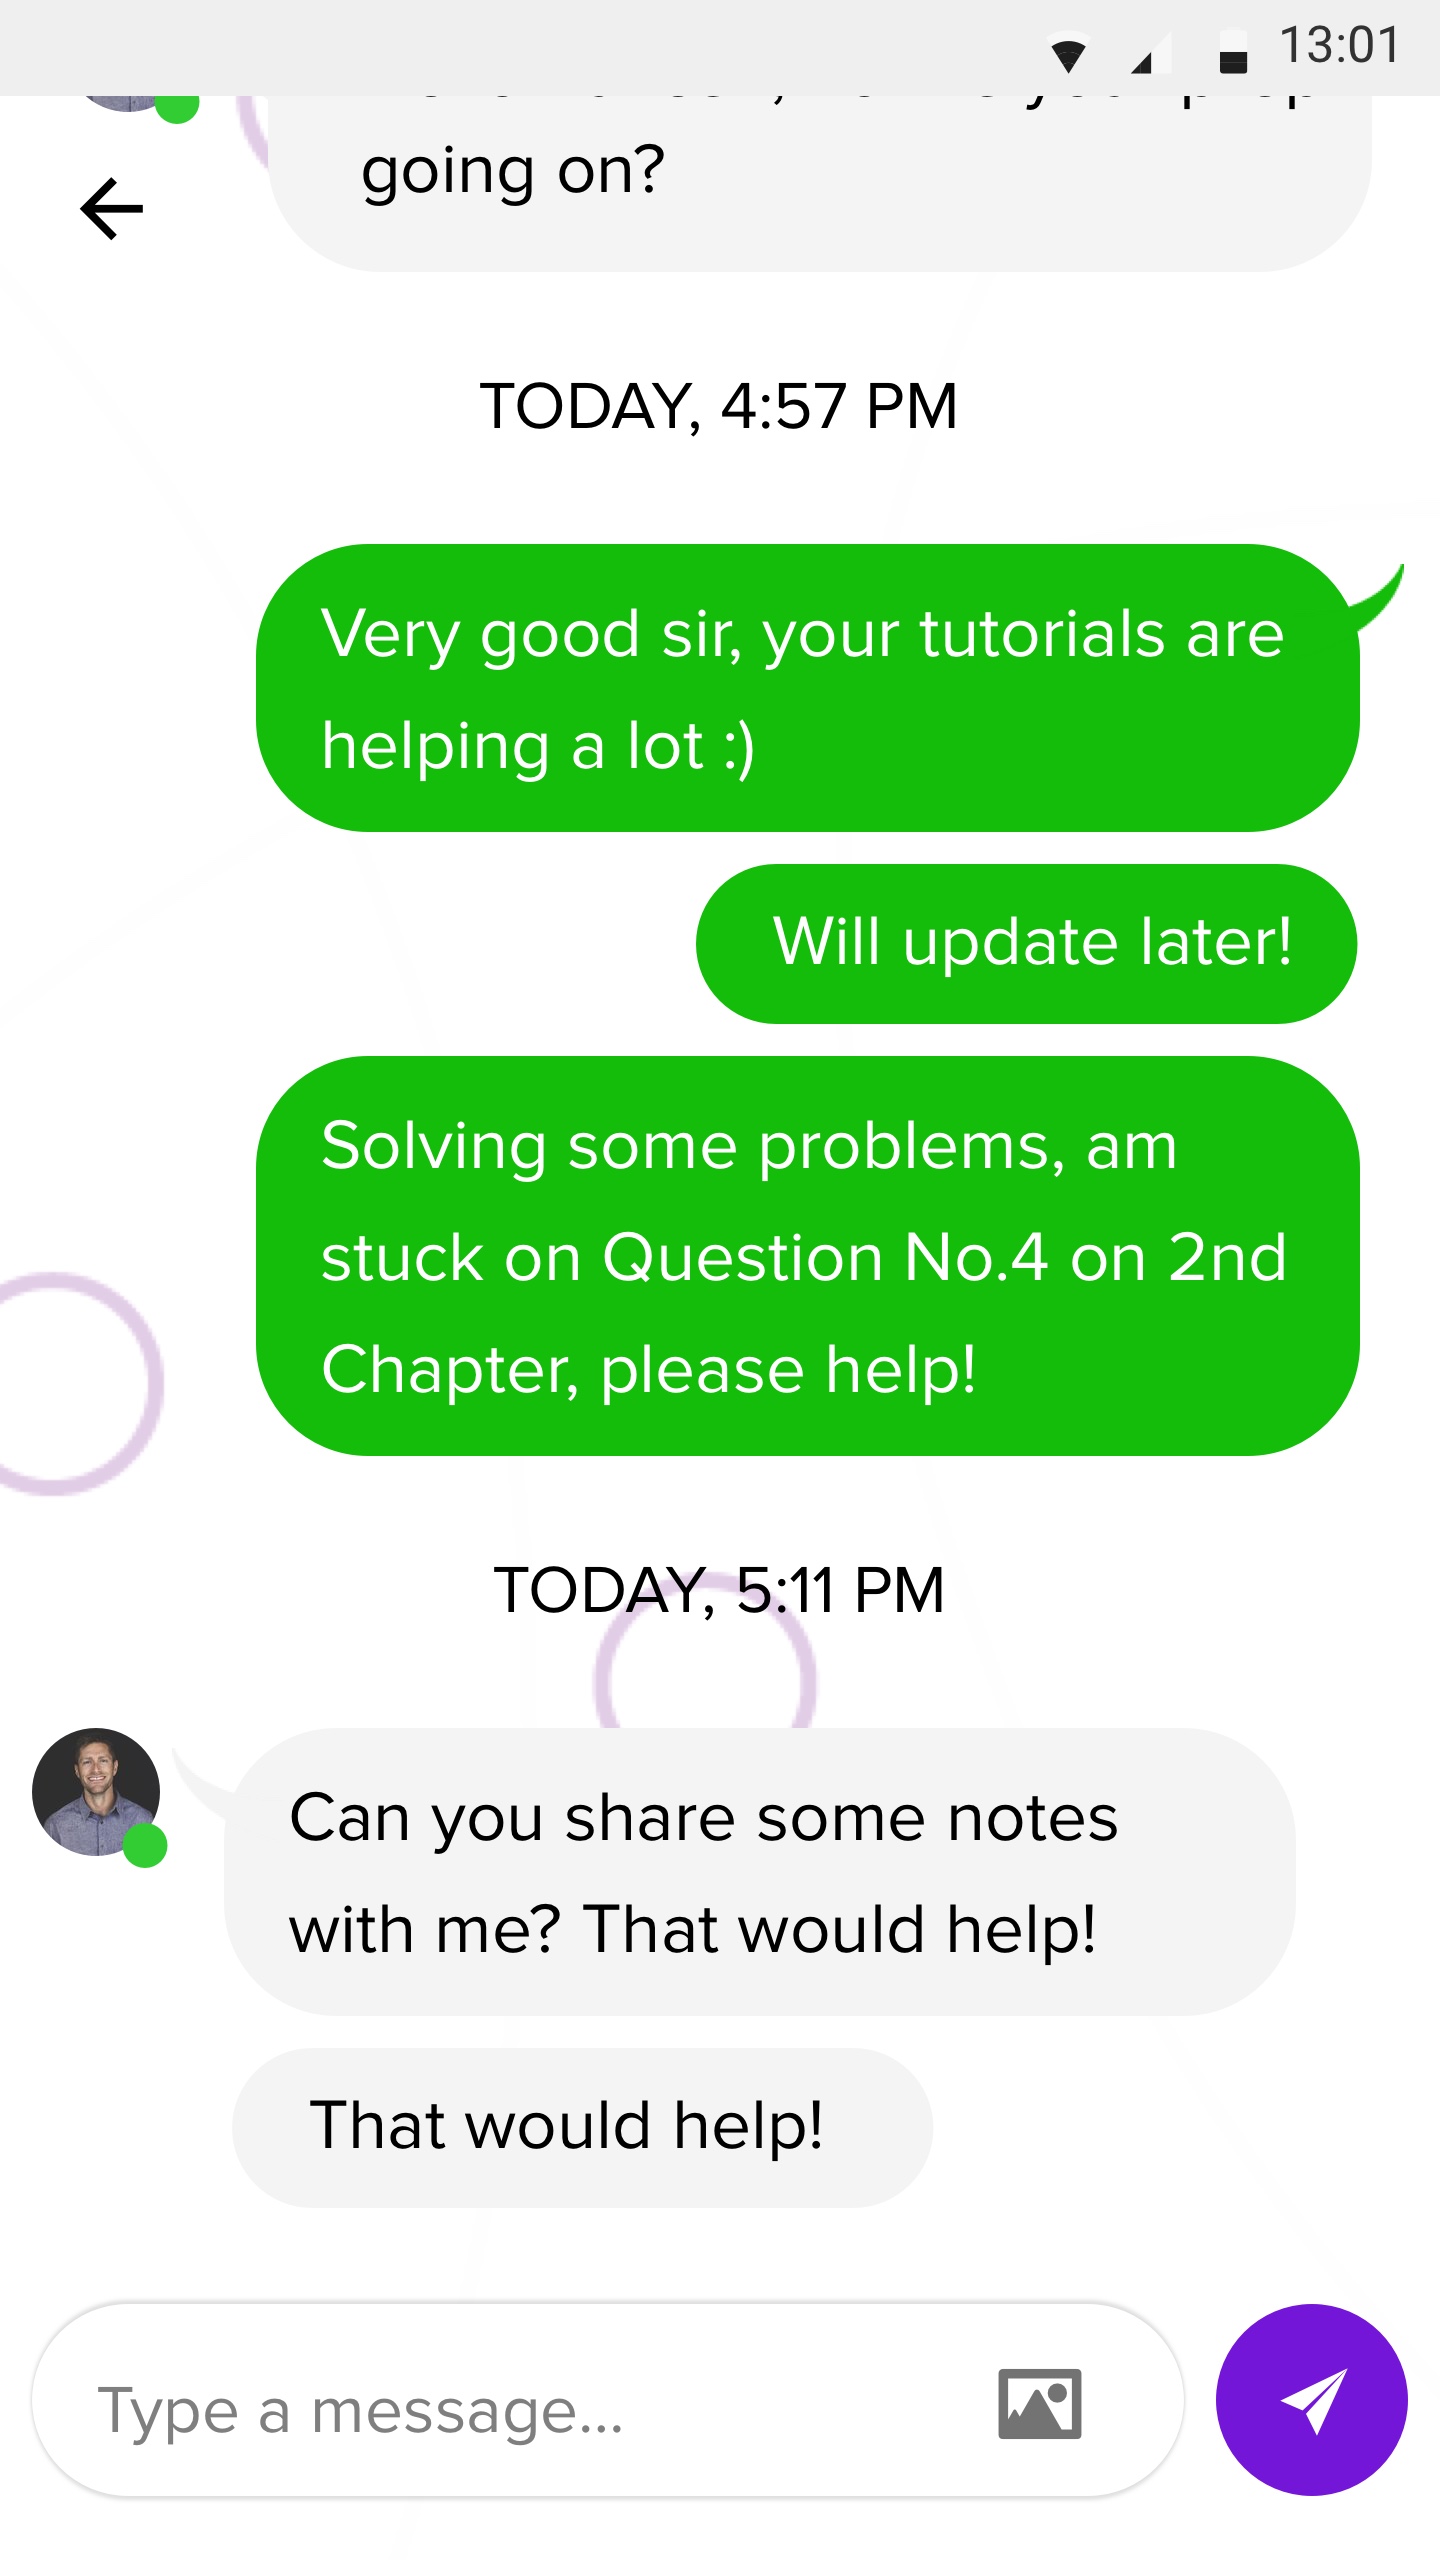 13:01
going on?
TODAY, 4:57 PM
Very good sir, your tutorials are
helping a lot :)
Will update later!
Solving some problems, am
stuck on Question No.4 on 2nd
Chapter, please help!
TODAY, 5:11 PM
Can you share some notes
with me? That would help!
That would help!
Type a message...